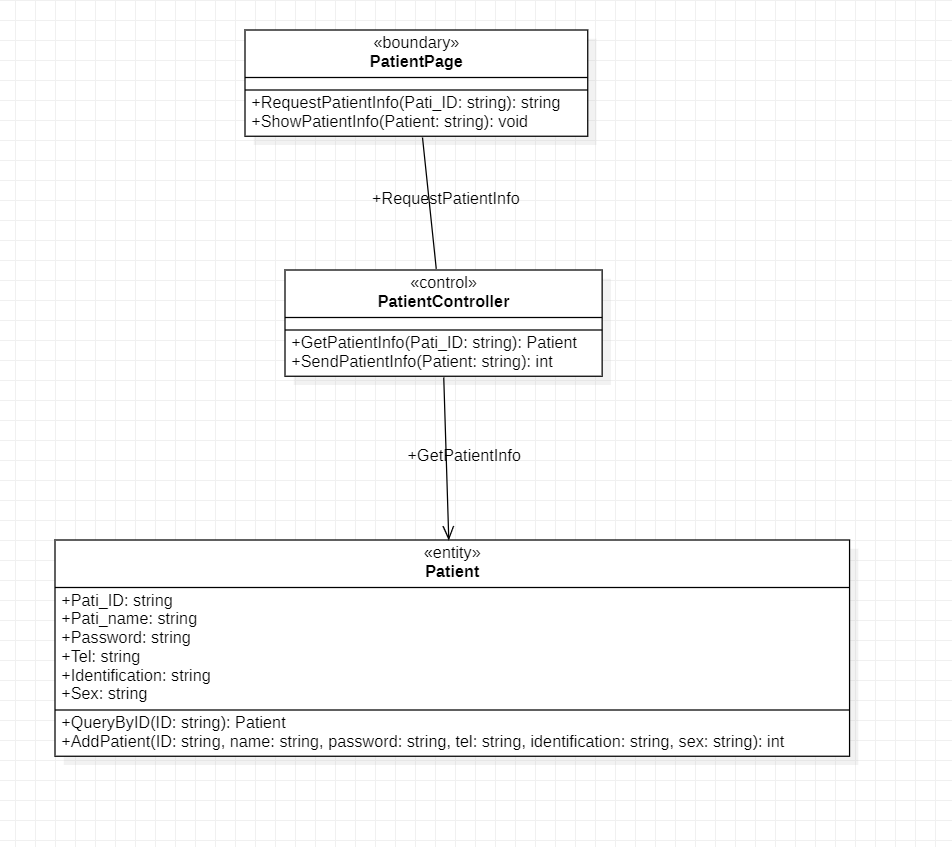 «boundary»
PatientPage
+RequestPatientInfo(Pati_ID: string): string
+ShowPatientInfo(Patient: string): void
+RequestPatientInfo
«control»
PatientController
+GetPatientInfo(Pati_ID: string): Patient
+SendPatientInfo(Patient: string): int
+GetPatientInfo
«entity»
Patient
+Pati_ID: string
+Pati_name: string
+Password: string
+Tel: string
+Identification: string
+Sex: string
+QueryByID(ID: string): Patient
+AddPatient(ID: string, name: string, password: string, tel: string, identification: string, sex: string): int